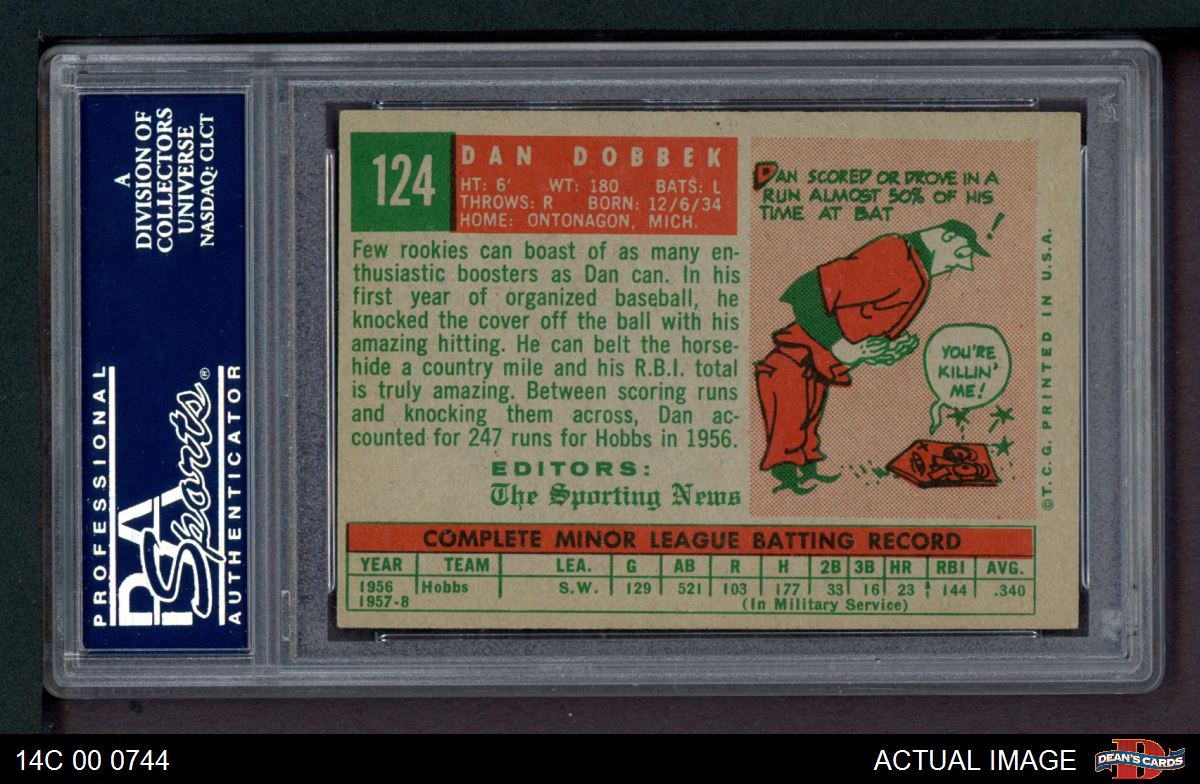 A
DIVISION OF
COLLECTORS
UNIVERSE
NASDAQ: CLCT
PROFESSIONAL
PSA
Sports®
AUTHENTICATOR
124
DAN DOBBEK
HT: 6' WT: 180 BATS: L
THROWS: R BORN: 12/6/34
HOME: ONTONAGON, MICH.
Few rookies can boast of as many en-
thusiastic boosters as Dan can. In his
first year of organized baseball, he
knocked the cover off the ball with his
amazing hitting. He can belt the horse-
hide a country mile and his R.B.I. total
is truly amazing. Between scoring runs
and knocking them across, Dan ac-
counted for 247 runs for Hobbs in 1956.
EDITORS:
The Sporting News
DAN SCORED OR DROVE IN A
RUN ALMOST 50% OF HIS
TIME AT BAT
!
YOU'RE
KILLIN'
ME!
©T.C.G. PRINTED IN U.S.A.
COMPLETE MINOR LEAGUE BATTING RECORD
YEAR TEAM LEA. G AB R H 2B 3B HR RBI AVG.
1956 Hobbs S.W. 129 521 103 177 33 16 23 144 .340
1957-8 (In Military Service)
14C 00 0744
ACTUAL IMAGE
D
DEAN'S CARDS